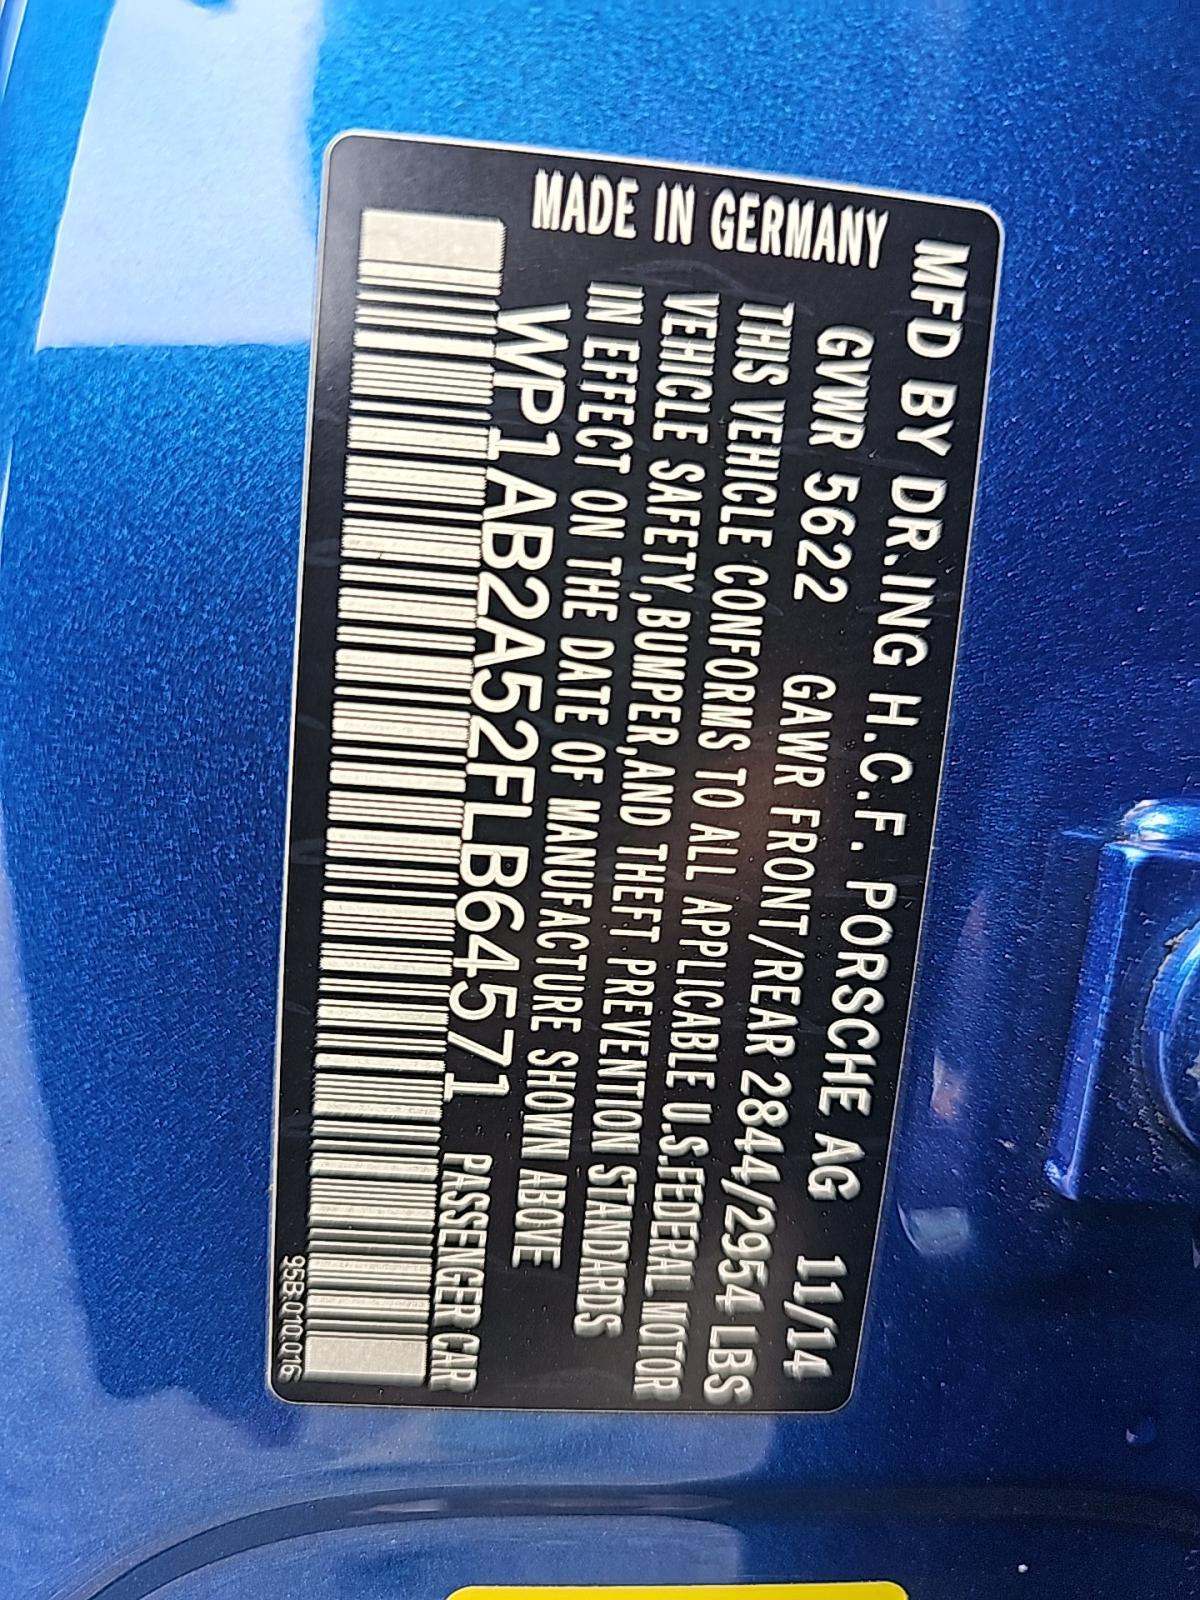 MFD BY DR.ING H.C.F. PORSCHE AG 11/14
GVWR 5622 GAWR FRONT/REAR 2844/2954 LBS
THIS VEHICLE CONFORMS TO ALL APPLICABLE U.S.FEDERAL MOTOR
VEHICLE SAFETY,BUMPER,AND THEFT PREVENTION STANDARDS
IN EFFECT ON THE DATE OF MANUFACTURE SHOWN ABOVE
MADE IN GERMANY
WP1AB2A52FLB64571 PASSENGER CAR
95B.010.016